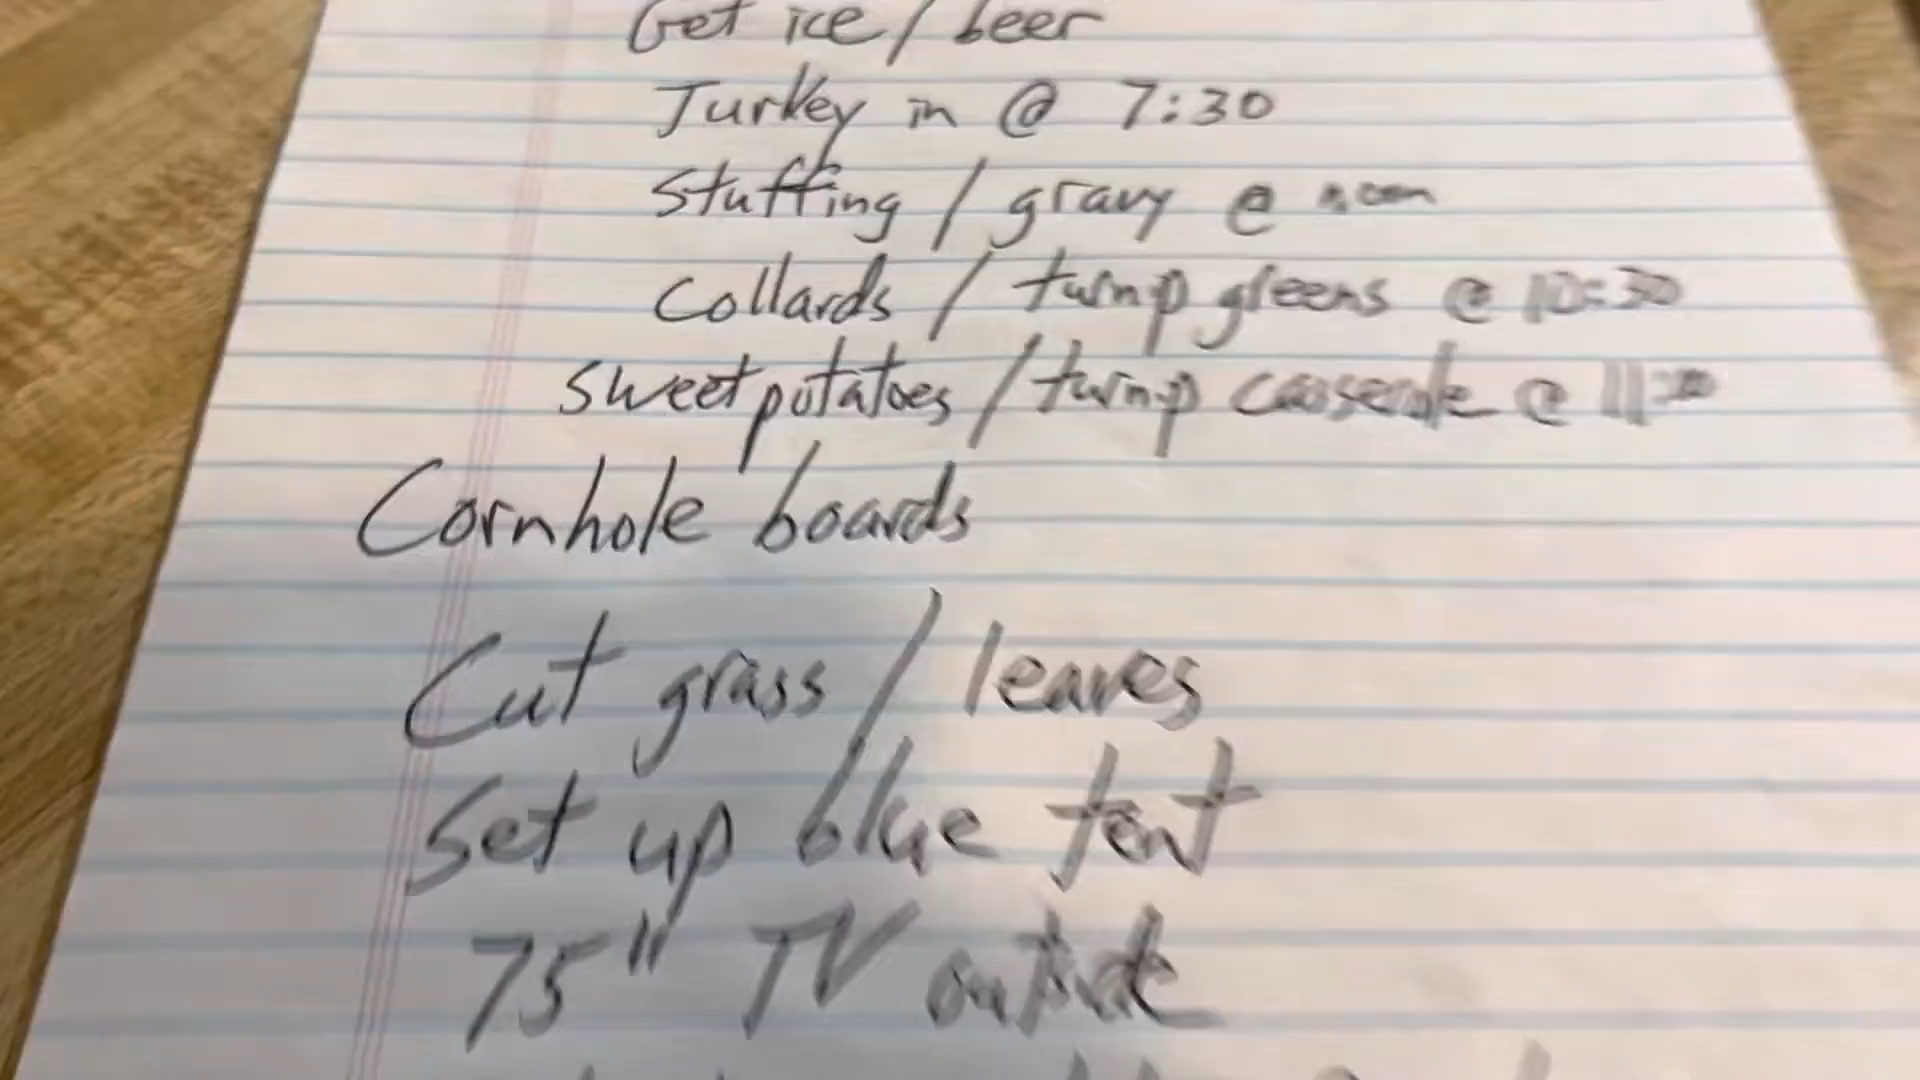 Get ice / beer
Turkey in @ 7:30
Stuffing / gravy @ noon
Collards / turnip greens @ 10:30
Sweet potatoes / turnip casserole @ 11:30
Cornhole boards
Cut grass / leaves
Set up blue tent
75" TV outside